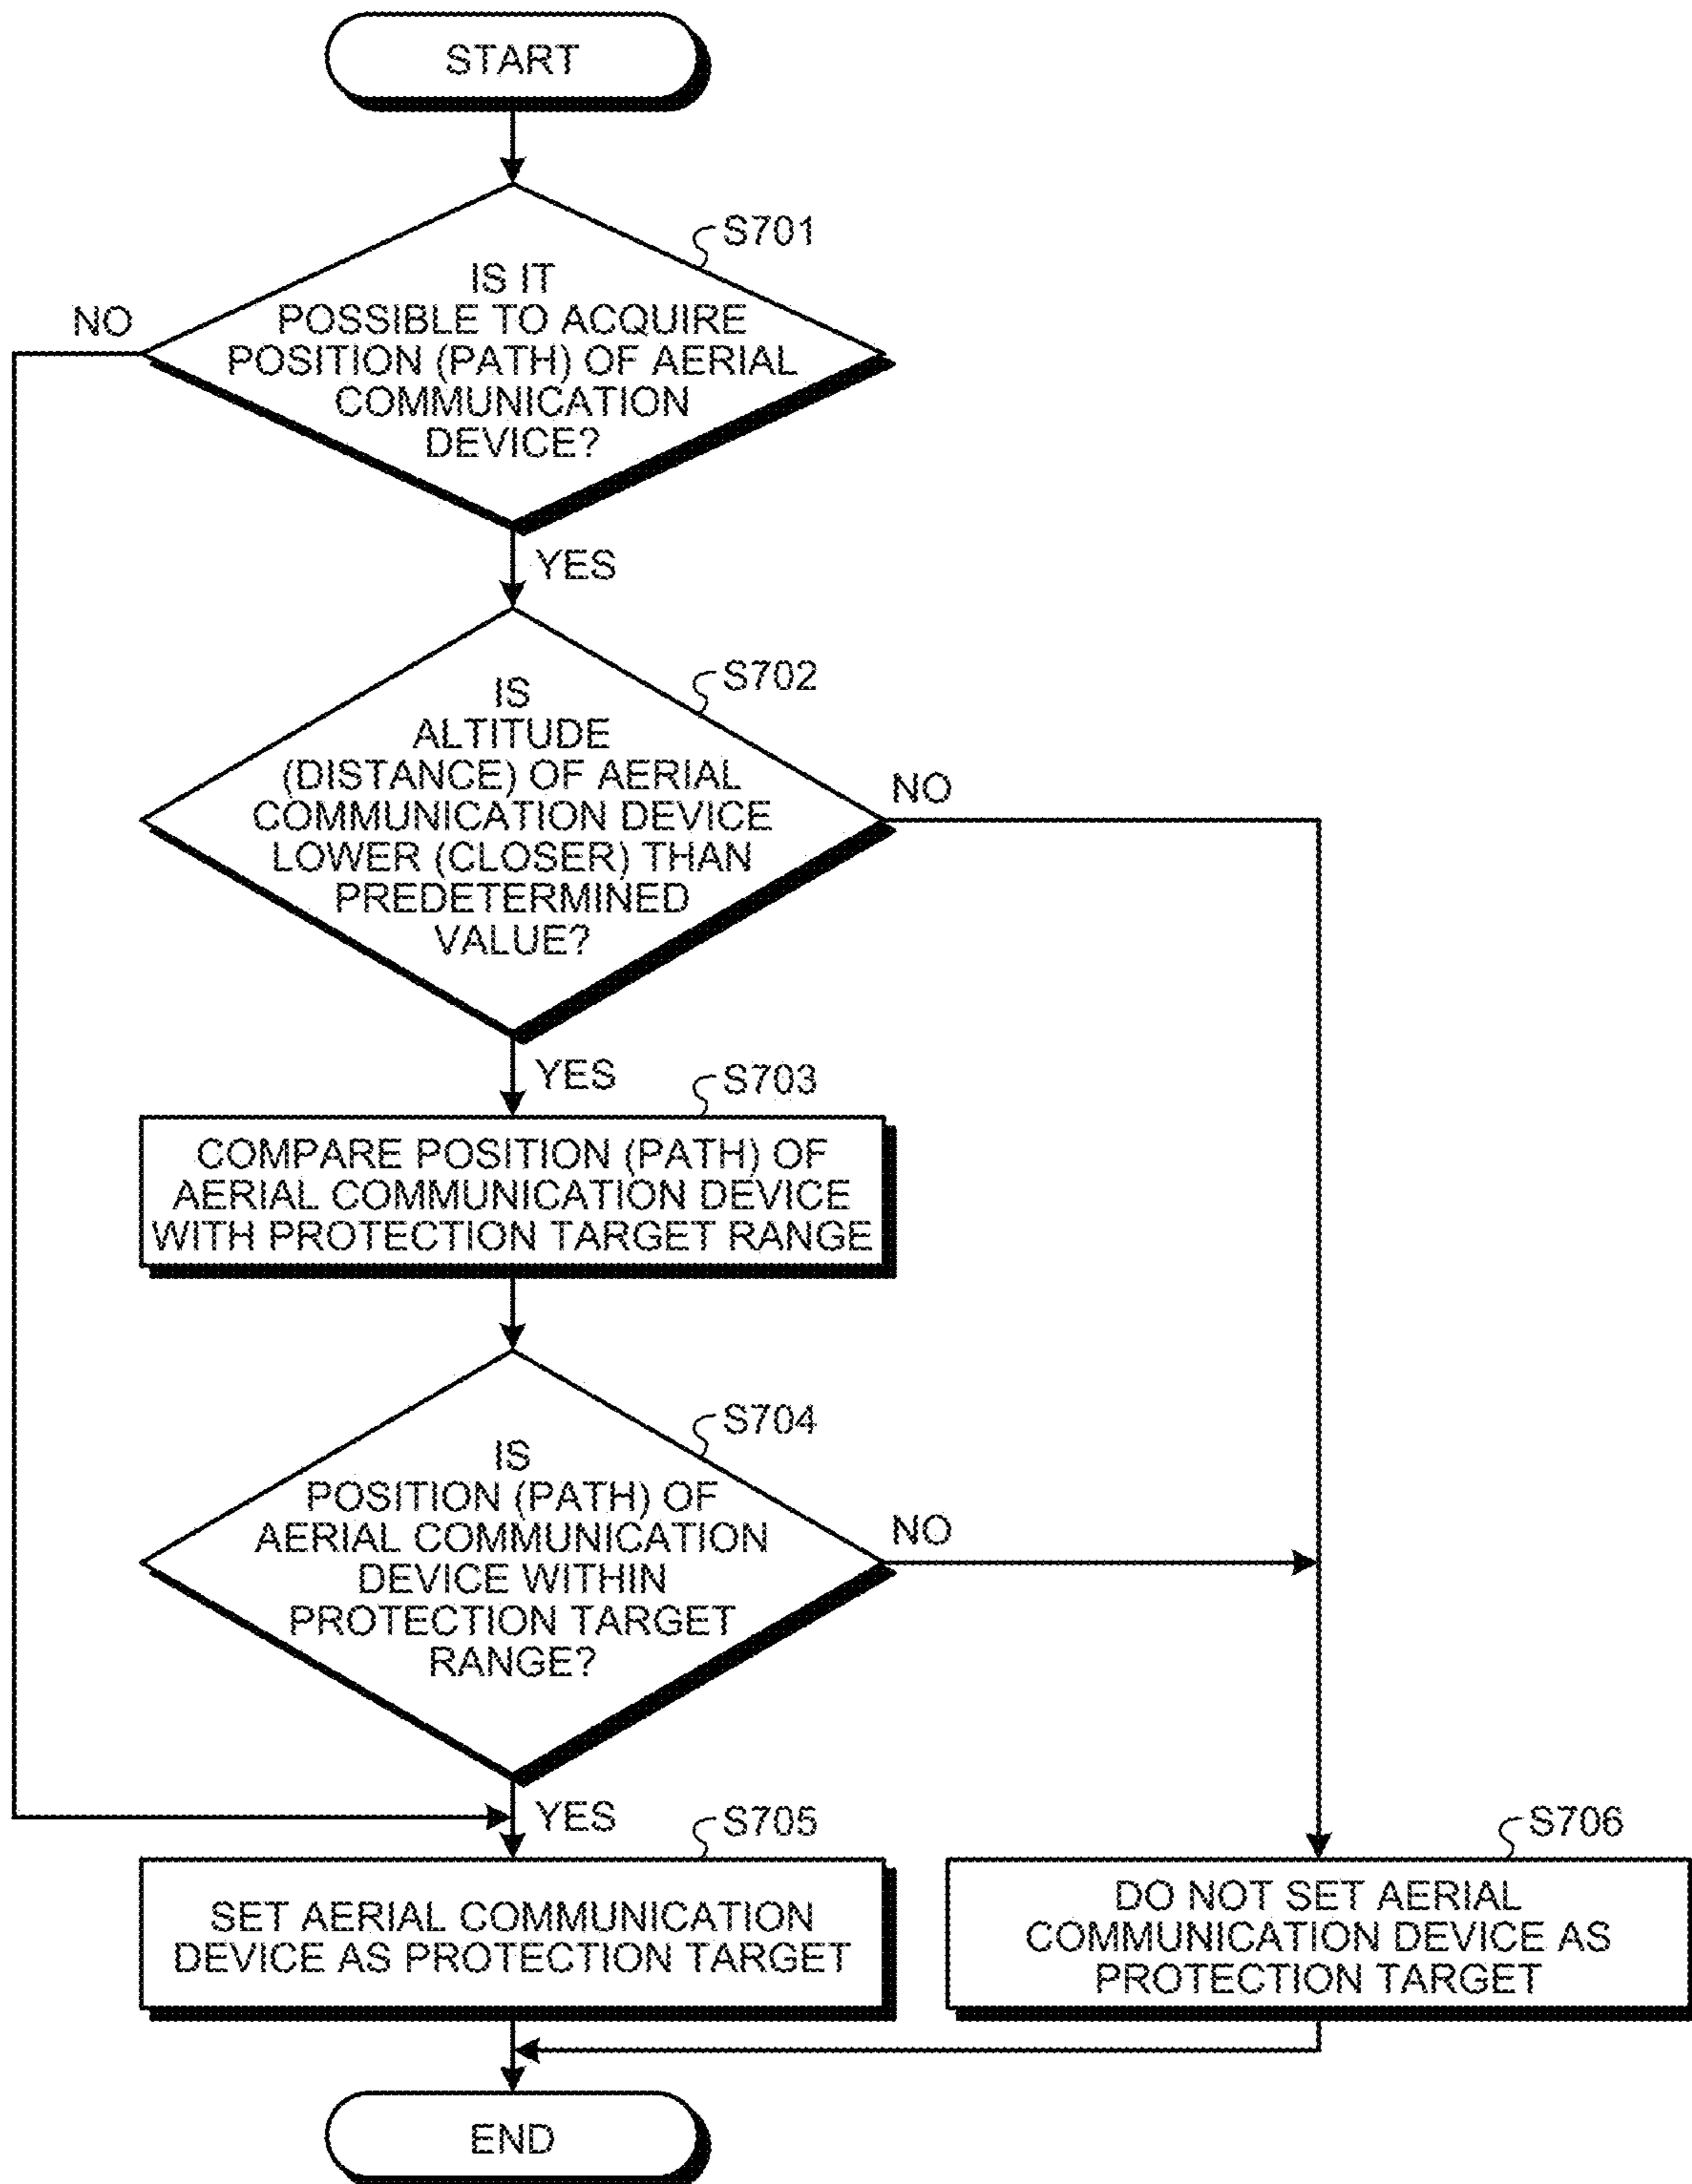 START
S701
IS IT
POSSIBLE TO ACQUIRE
POSITION (PATH) OF AERIAL
COMMUNICATION
DEVICE?
NO
YES
S702
IS
ALTITUDE
(DISTANCE) OF AERIAL
COMMUNICATION DEVICE
LOWER (CLOSER) THAN
PREDETERMINED
VALUE?
NO
YES
S703
COMPARE POSITION (PATH) OF
AERIAL COMMUNICATION DEVICE
WITH PROTECTION TARGET RANGE
S704
IS
POSITION (PATH) OF
AERIAL COMMUNICATION
DEVICE WITHIN
PROTECTION TARGET
RANGE?
NO
YES
S705
SET AERIAL COMMUNICATION
DEVICE AS PROTECTION TARGET
S706
DO NOT SET AERIAL
COMMUNICATION DEVICE AS
PROTECTION TARGET
END